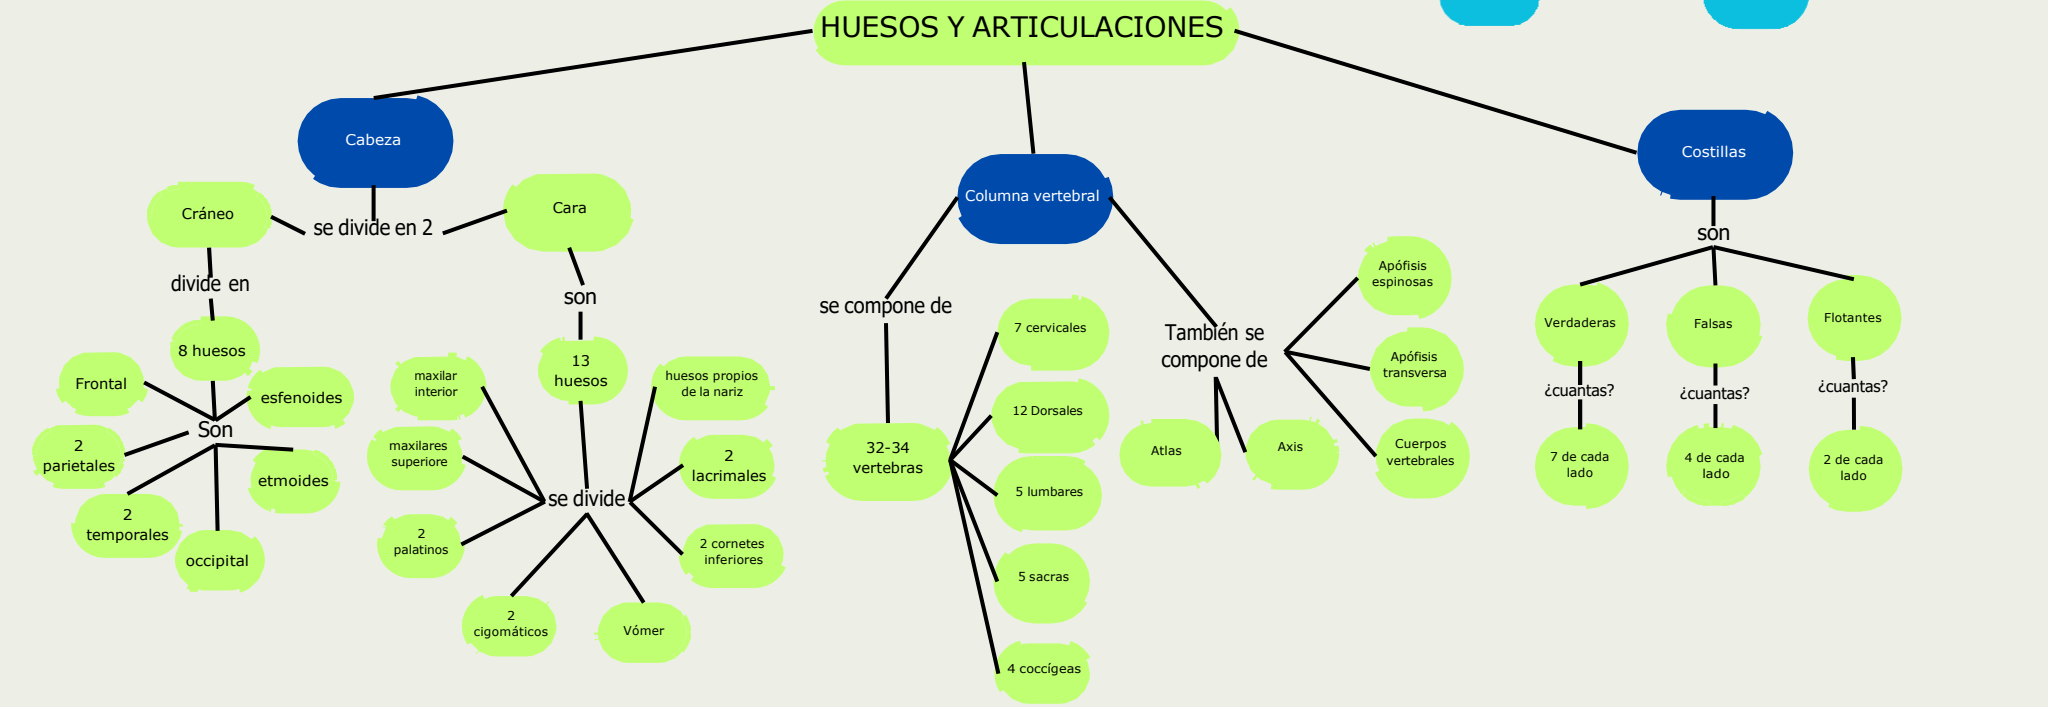 HUESOS Y ARTICULACIONES
Cabeza
Cráneo
se divide en 2
Cara
divide en
8 huesos
Frontal
esfenoides
Son
2
parietales
etmoides
2
temporales
occipital
son
13
huesos
maxilar
interior
huesos propios
de la nariz
maxilares
superiore
2
lacrimales
se divide
2
palatinos
2 cornetes
inferiores
2
cigomáticos
Vómer
Columna vertebral
se compone de
32-34
vertebras
7 cervicales
12 Dorsales
5 lumbares
5 sacras
4 coccígeas
También se
compone de
Atlas
Axis
Apófisis
espinosas
Apófisis
transversa
Cuerpos
vertebrales
Costillas
son
Verdaderas
Falsas
Flotantes
¿cuantas?
¿cuantas?
¿cuantas?
7 de cada
lado
4 de cada
lado
2 de cada
lado